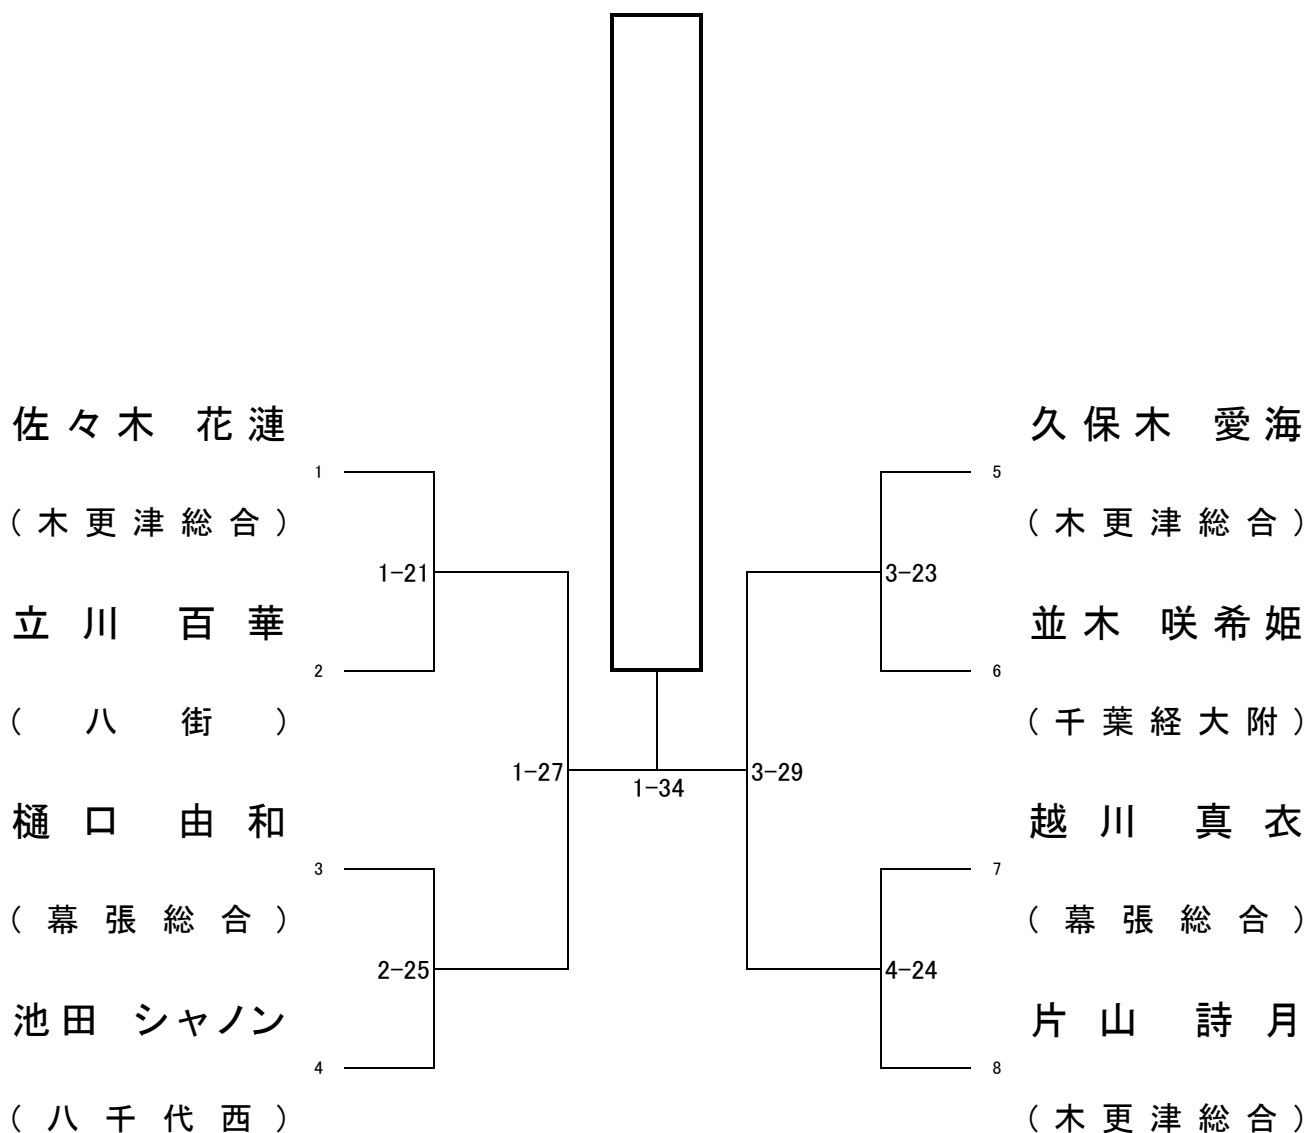 佐々木 花漣
1
(木更津総合)
1-21
立川 百華
2
(八街)
1-27
樋口 由和
3
(幕張総合)
2-25
池田 シャノン
4
(八千代西)
1-34
久保木 愛海
5
(木更津総合)
3-23
並木 咲希姫
6
(千葉経大附)
3-29
越川 真衣
7
(幕張総合)
4-24
片山 詩月
8
(木更津総合)